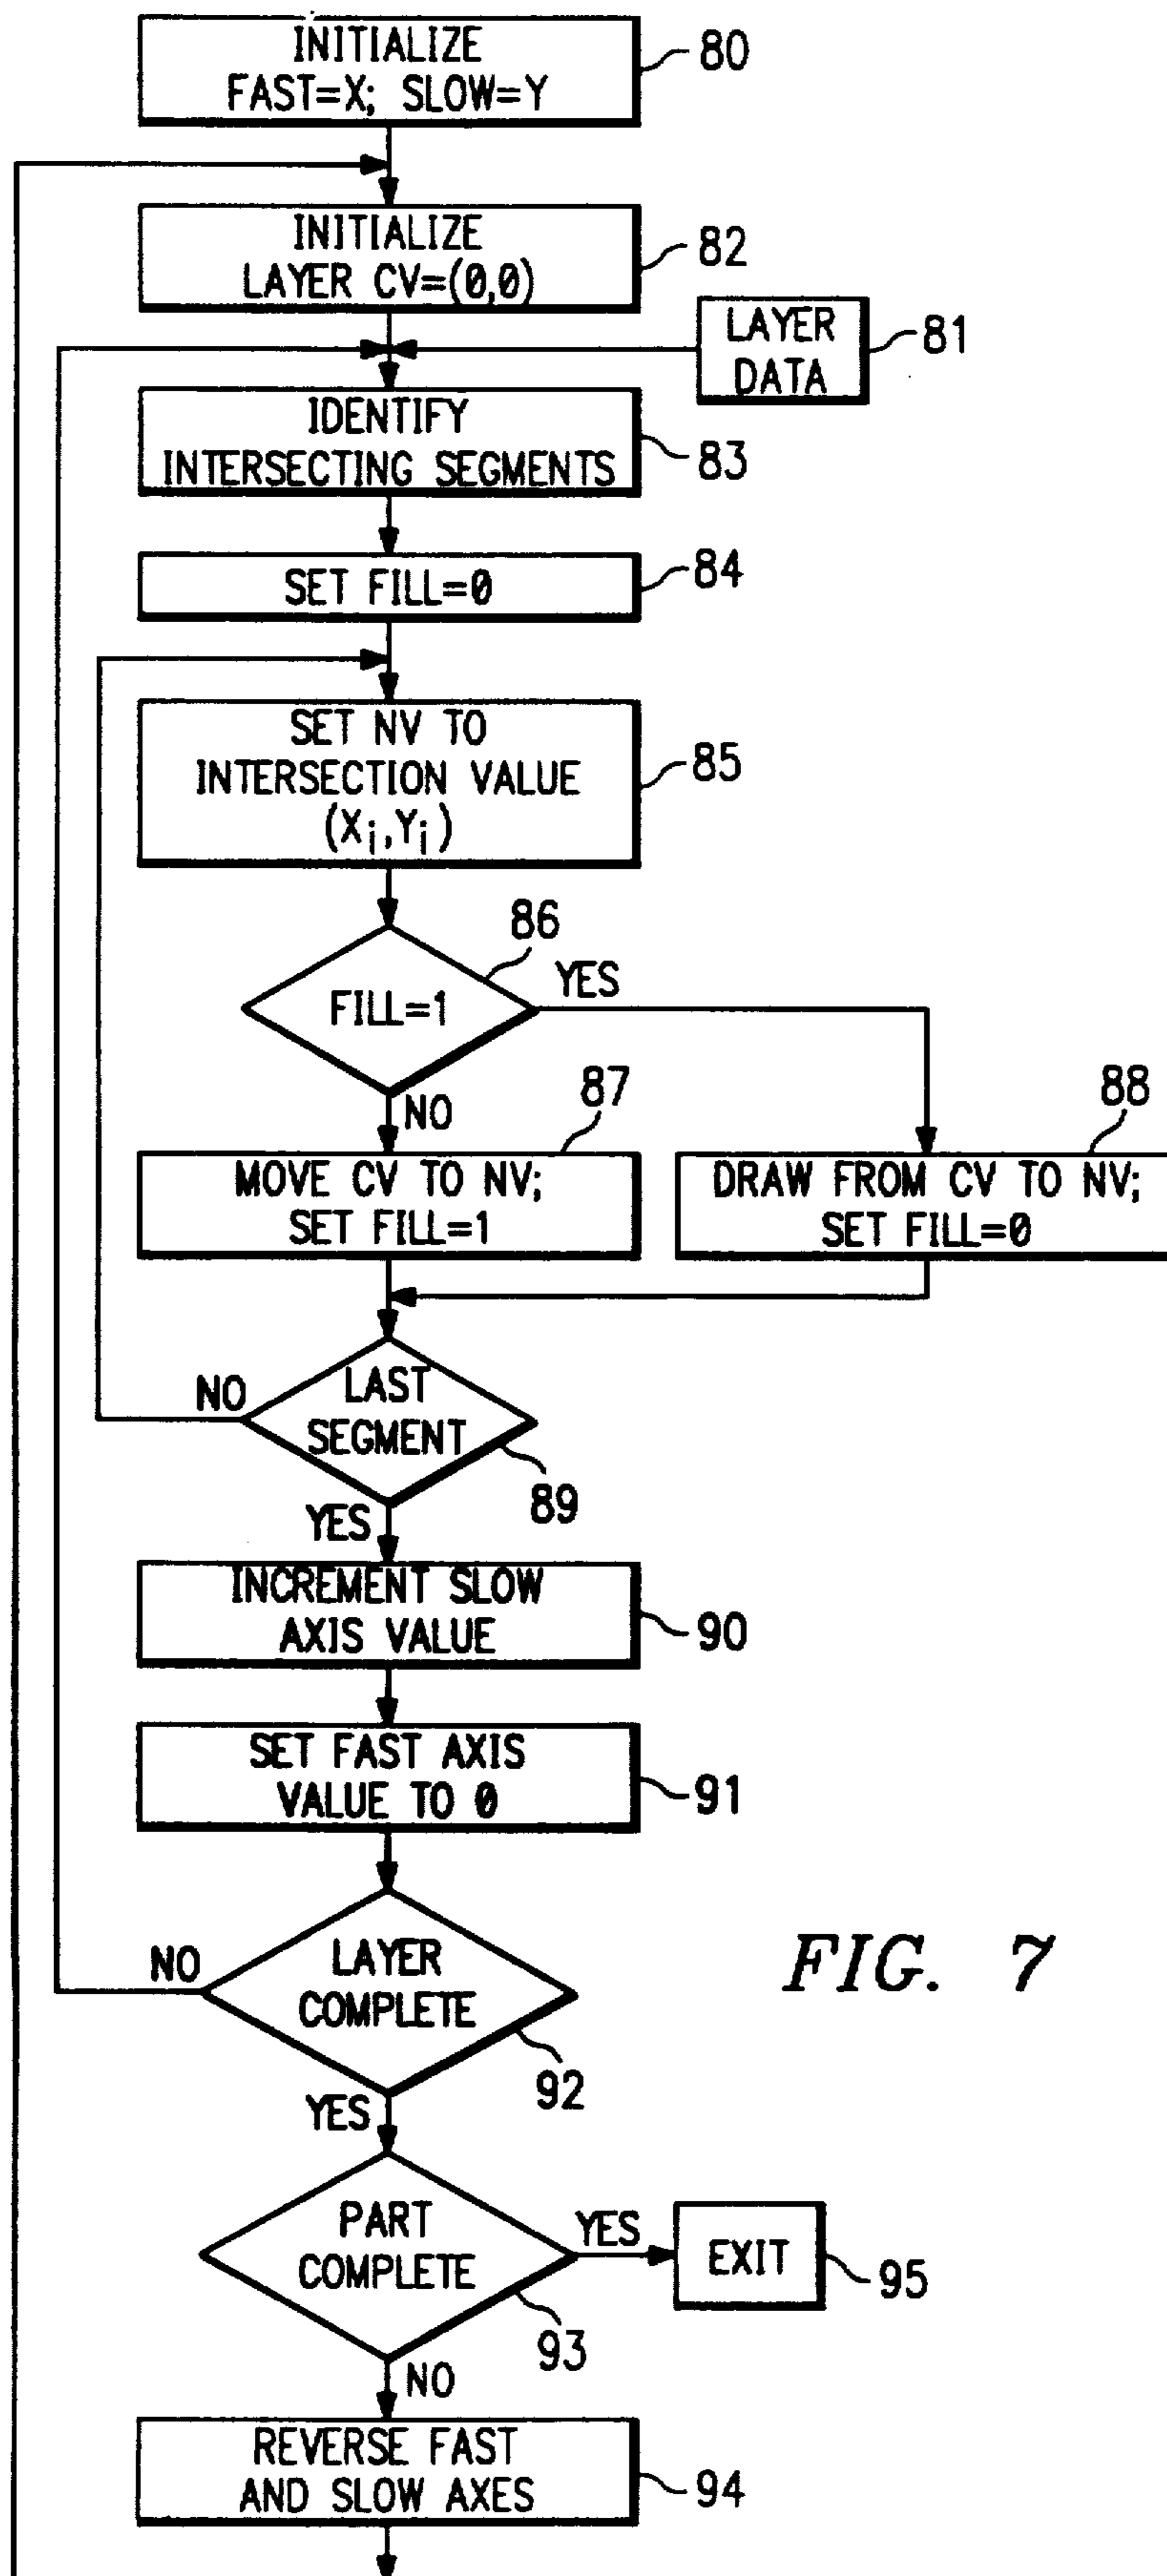 INITIALIZE
FAST=X; SLOW=Y
80
INITIALIZE
LAYER CV=(0,0)
82
LAYER
DATA
81
IDENTIFY
INTERSECTING SEGMENTS
83
SET FILL=0
84
SET NV TO
INTERSECTION VALUE
(Xi,Yi)
85
86
FILL=1
YES
NO
87
88
MOVE CV TO NV;
SET FILL=1
DRAW FROM CV TO NV;
SET FILL=0
LAST
SEGMENT
NO
89
YES
INCREMENT SLOW
AXIS VALUE
90
SET FAST AXIS
VALUE TO 0
91
LAYER
COMPLETE
NO
92
YES
FIG. 7
PART
COMPLETE
YES
EXIT
95
93
NO
REVERSE FAST
AND SLOW AXES
94